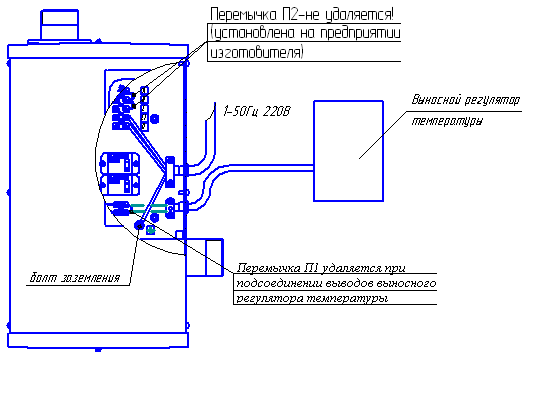 Перемычка П2-не удаляется!
(установлена на предприятии
изготовителя)
1-50Гц 220В
Выносной регулятор
температуры
Болт заземления
Перемычка П1 удаляется при
подсоединении выводов выносного
регулятора температуры